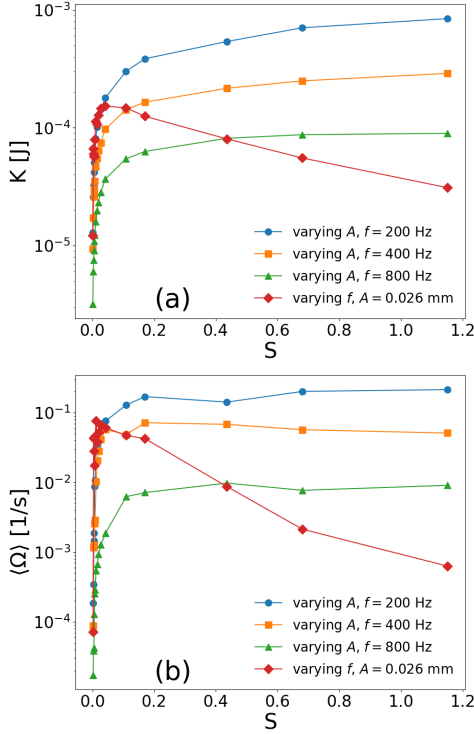 10⁻³
10⁻⁴
10⁻⁵
K [J]
varying A, f = 200 Hz
varying A, f = 400 Hz
varying A, f = 800 Hz
varying f, A = 0.026 mm
(a)
0.0 0.2 0.4 0.6 0.8 1.0 1.2
S
10⁻¹
10⁻²
10⁻³
10⁻⁴
⟨Ω⟩ [1/s]
varying A, f = 200 Hz
varying A, f = 400 Hz
varying A, f = 800 Hz
varying f, A = 0.026 mm
(b)
0.0 0.2 0.4 0.6 0.8 1.0 1.2
S